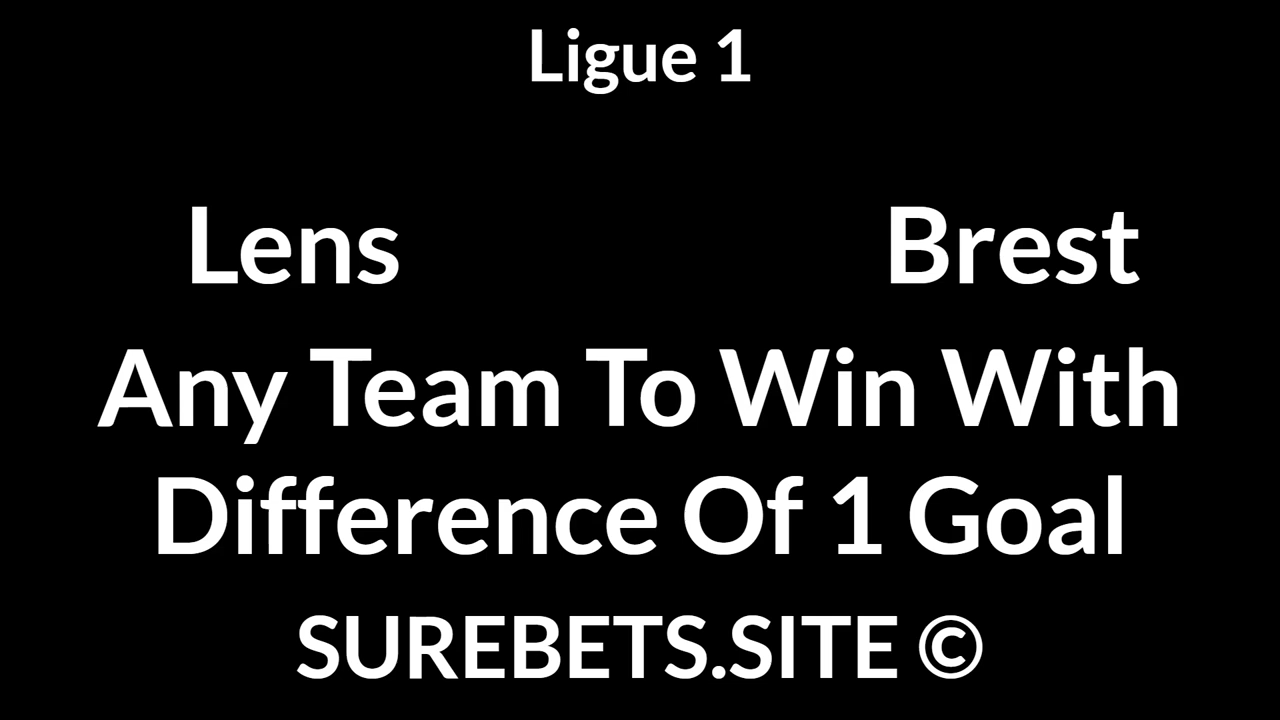 Ligue 1
Lens Brest
Any Team To Win With
Difference Of 1 Goal
SUREBETS.SITE ©